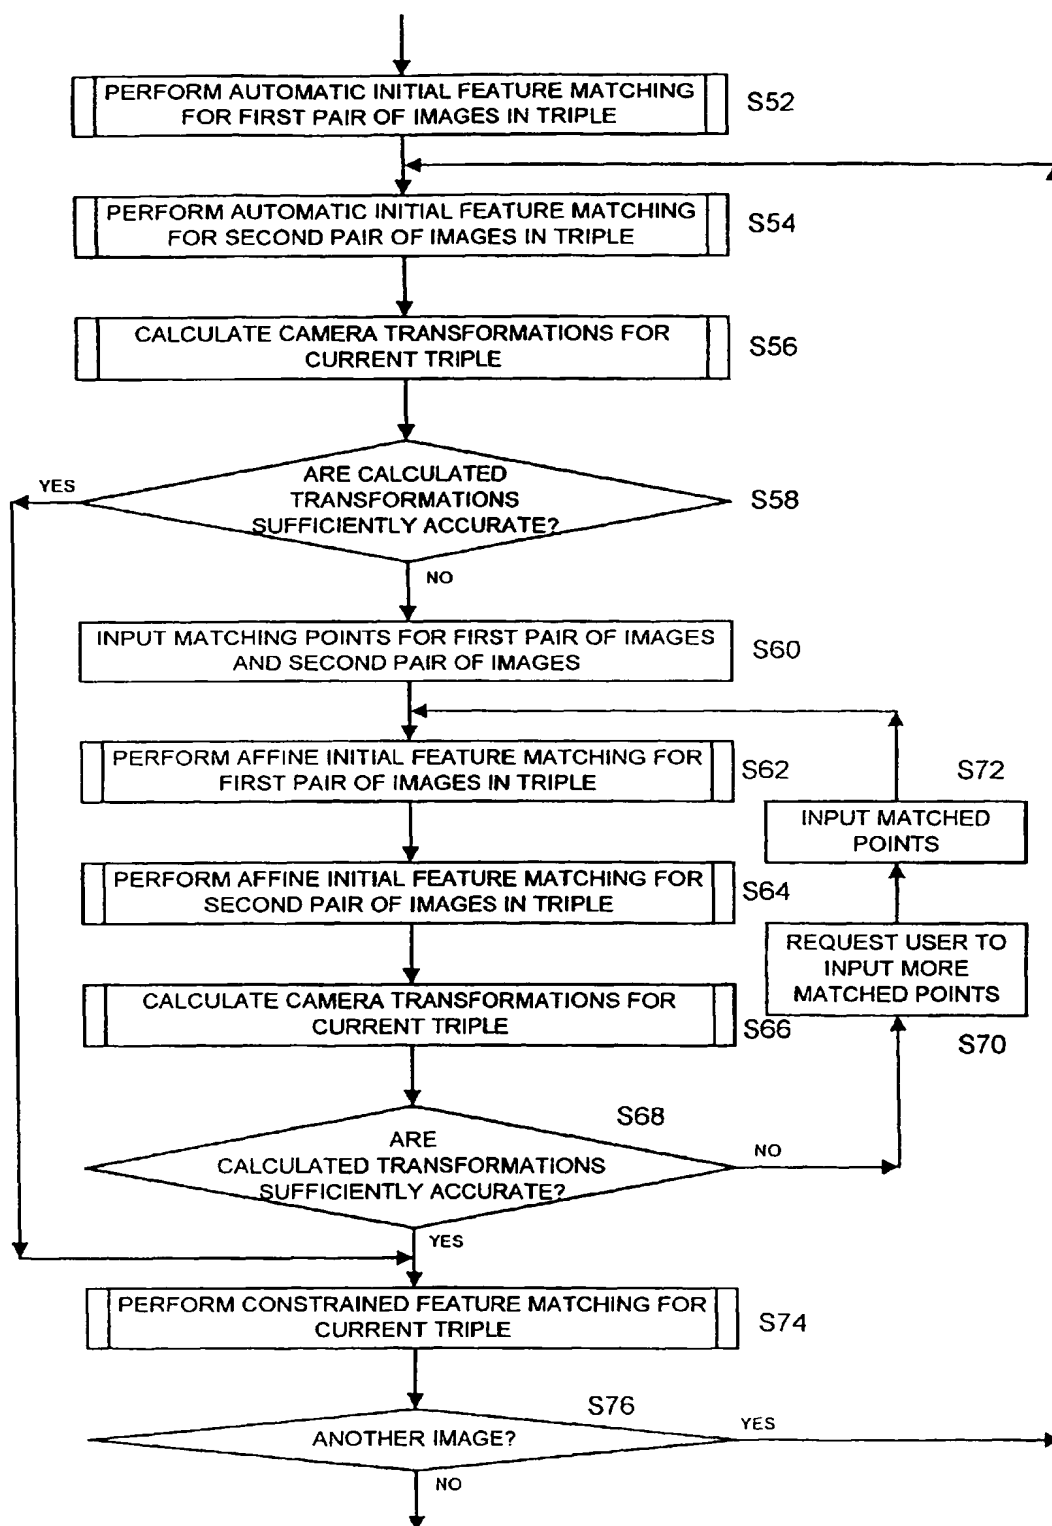 PERFORM AUTOMATIC INITIAL FEATURE MATCHING
FOR FIRST PAIR OF IMAGES IN TRIPLE
S52
PERFORM AUTOMATIC INITIAL FEATURE MATCHING
FOR SECOND PAIR OF IMAGES IN TRIPLE
S54
CALCULATE CAMERA TRANSFORMATIONS FOR
CURRENT TRIPLE
S56
ARE CALCULATED
TRANSFORMATIONS
SUFFICIENTLY ACCURATE?
S58
YES
NO
INPUT MATCHING POINTS FOR FIRST PAIR OF IMAGES
AND SECOND PAIR OF IMAGES
S60
PERFORM AFFINE INITIAL FEATURE MATCHING FOR
FIRST PAIR OF IMAGES IN TRIPLE
S62
S72
INPUT MATCHED
POINTS
PERFORM AFFINE INITIAL FEATURE MATCHING FOR
SECOND PAIR OF IMAGES IN TRIPLE
S64
REQUEST USER TO
INPUT MORE
MATCHED POINTS
S70
CALCULATE CAMERA TRANSFORMATIONS FOR
CURRENT TRIPLE
S66
S68
ARE
CALCULATED TRANSFORMATIONS
SUFFICIENTLY ACCURATE?
NO
YES
PERFORM CONSTRAINED FEATURE MATCHING FOR
CURRENT TRIPLE
S74
S76
ANOTHER IMAGE?
YES
NO